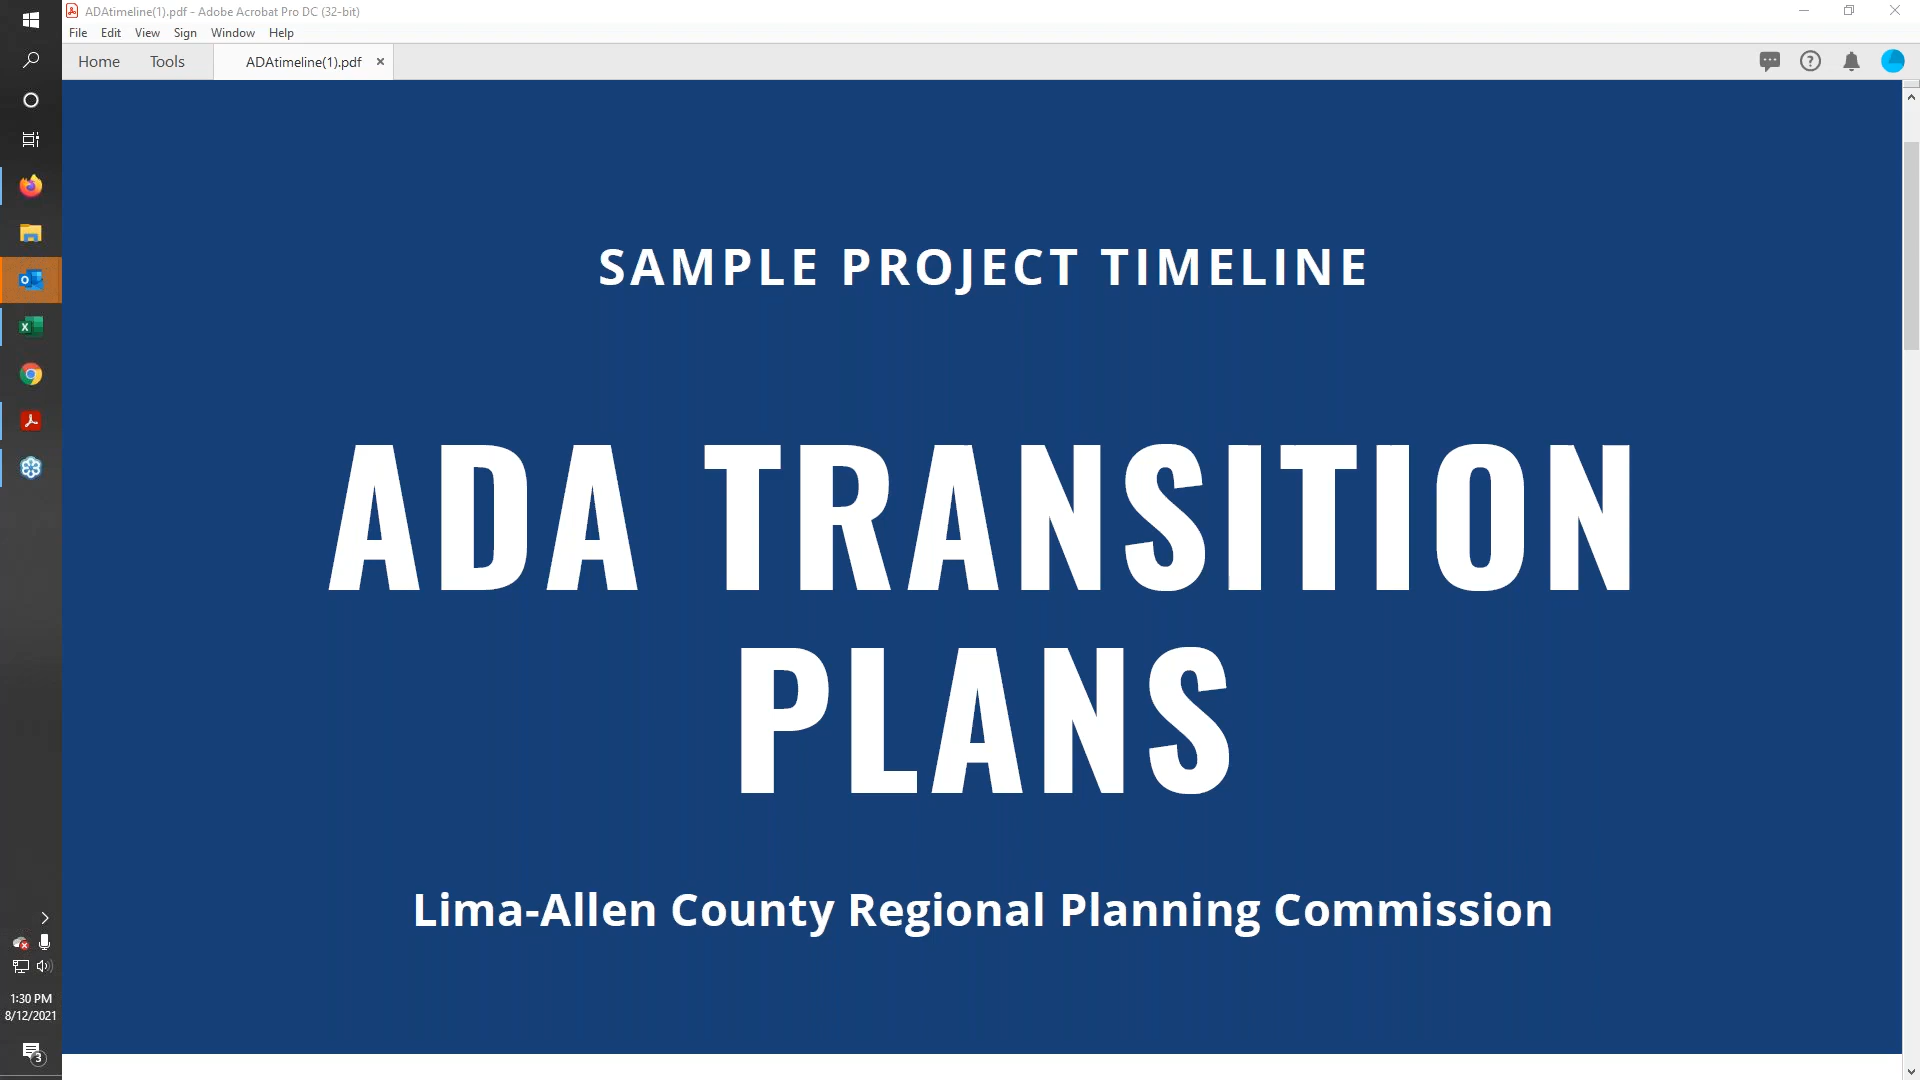 ADAtimeline(1).pdf - Adobe Acrobat Pro DC (32-bit)
File Edit View Sign Window Help
Home Tools ADAtimeline(1).pdf ×
SAMPLE PROJECT TIMELINE
ADA TRANSITION
PLANS
Lima-Allen County Regional Planning Commission
1:30 PM
8/12/2021
3